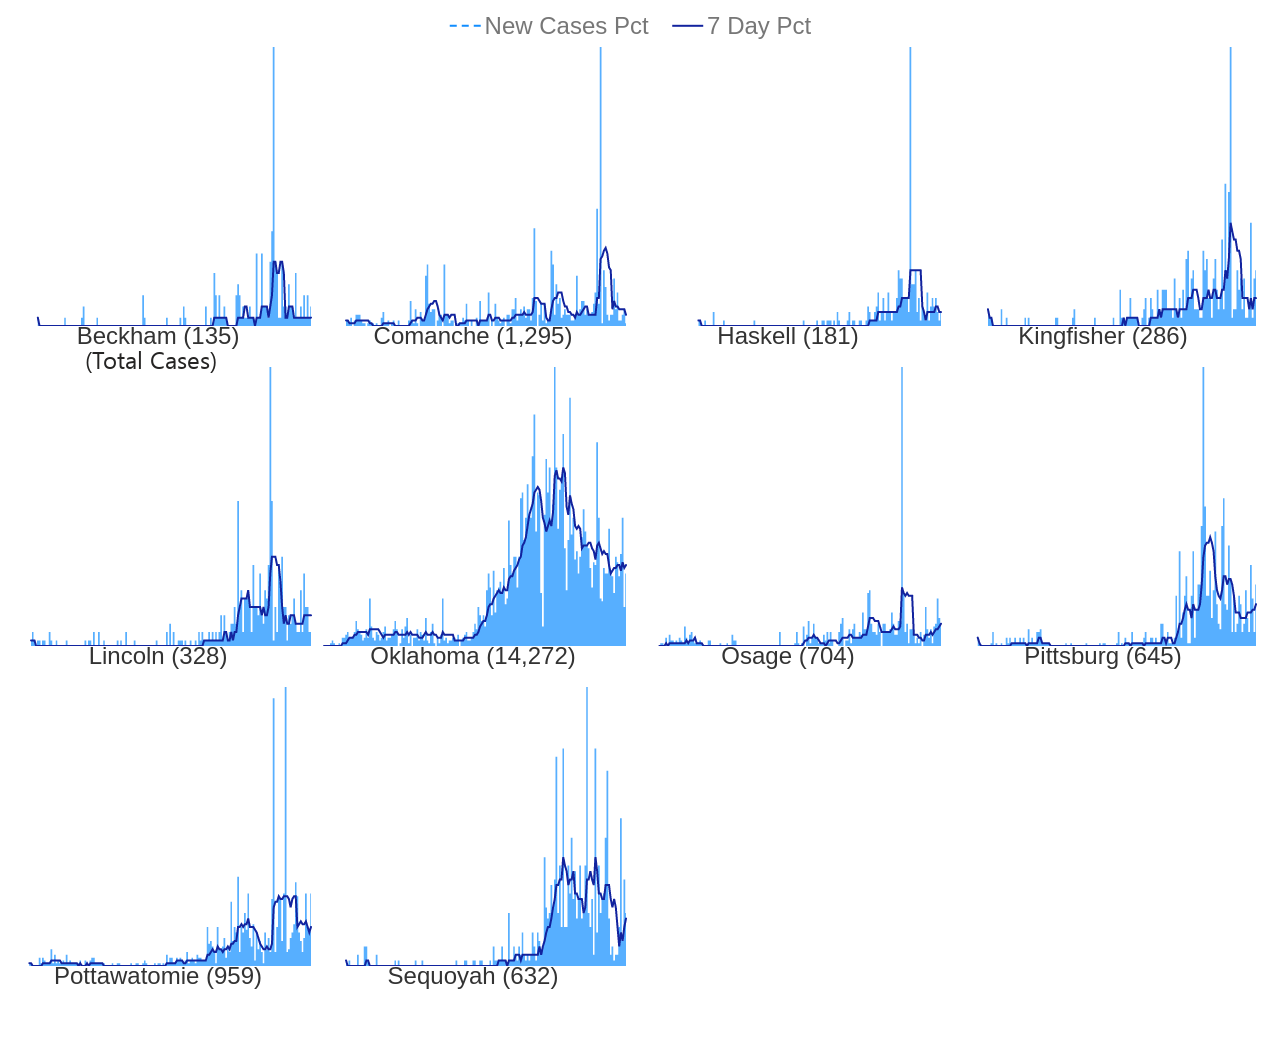 New Cases Pct 7 Day Pct
Beckham (135) Comanche (1,295) Haskell (181) Kingfisher (286)
(Total Cases)
Lincoln (328) Oklahoma (14,272) Osage (704) Pittsburg (645)
Pottawatomie (959) Sequoyah (632)